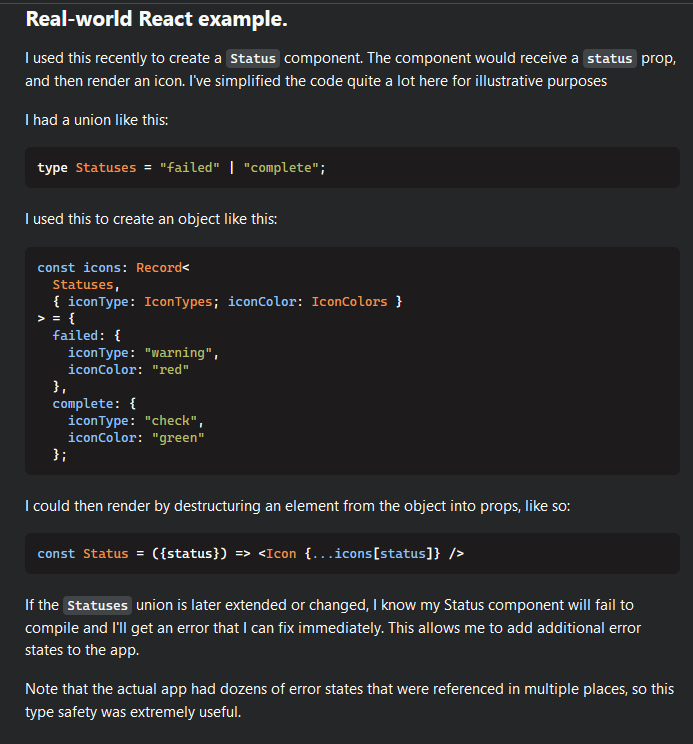 Real-world React example.
I used this recently to create a Status component. The component would receive a status prop,
and then render an icon. I've simplified the code quite a lot here for illustrative purposes
I had a union like this:
type Statuses = "failed" | "complete";
I used this to create an object like this:
const icons: Record<
  Statuses,
  { iconType: IconTypes; iconColor: IconColors }
> = {
  failed: {
    iconType: "warning",
    iconColor: "red"
  },
  complete: {
    iconType: "check",
    iconColor: "green"
  };
I could then render by destructuring an element from the object into props, like so:
const Status = ({status}) => <Icon {...icons[status]} />
If the Statuses union is later extended or changed, I know my Status component will fail to
compile and I'll get an error that I can fix immediately. This allows me to add additional error
states to the app.
Note that the actual app had dozens of error states that were referenced in multiple places, so this
type safety was extremely useful.